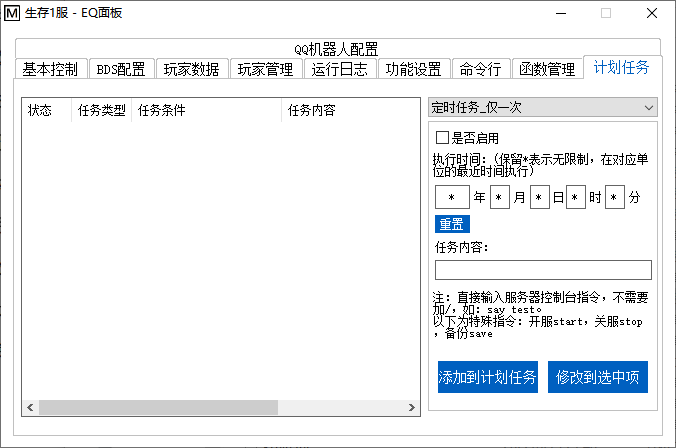 M 生存1服 - EQ面板
QQ机器人配置
基本控制 BDS配置 玩家数据 玩家管理 运行日志 功能设置 命令行 函数管理 计划任务
状态 任务类型 任务条件 任务内容
定时任务_仅一次
是否启用
执行时间:(保留*表示无限制,在对应单
位的最近时间执行)
* 年 * 月 * 日 * 时 * 分
重置
任务内容:
注: 直接输入服务器控制台指令,不需要
加/,如: say test。
以下为特殊指令: 开服start,关服stop
,备份save
添加到计划任务 修改到选中项